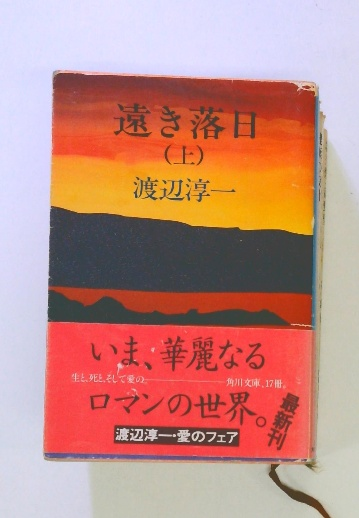 遠き落日
(上)
渡辺淳一
いま、華麗なる
生と、死と、そして愛の 角川文庫、17冊。
ロマンの世界。
最新刊
渡辺淳一・愛のフェア